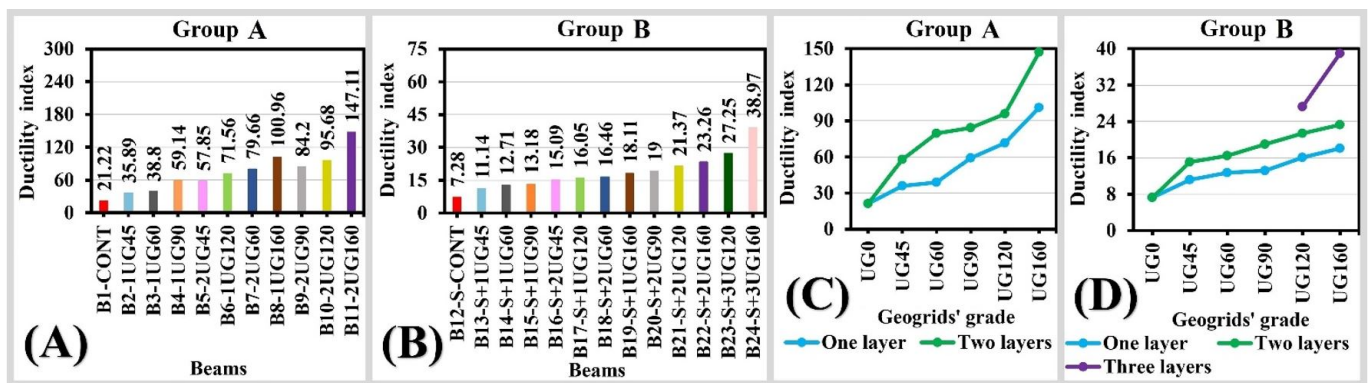 Group A
Ductility index
300
240
180
120
60
0
21.22
35.89
38.8
59.14
57.85
71.56
79.66
100.96
84.2
95.68
147.11
B1-CONT
B2-1UG45
B3-1UG60
B4-1UG90
B5-2UG45
B6-1UG120
B7-2UG60
B8-1UG160
B9-2UG90
B10-2UG120
B11-2UG160
(A)
Beams
Group B
Ductility index
75
60
45
30
15
0
7.28
11.14
12.71
13.18
15.09
16.05
16.46
18.11
19
21.37
23.26
27.25
38.97
B12-S-CONT
B13-S+1UG45
B14-S+1UG60
B15-S+1UG90
B16-S+2UG45
B17-S+1UG120
B18-S+2UG60
B19-S+1UG160
B20-S+2UG90
B21-S+2UG120
B22-S+2UG160
B23-S+3UG120
B24-S+3UG160
(B)
Beams
Group A
Ductility index
150
120
90
60
30
0
UG0
UG45
UG60
UG90
UG120
UG160
(C)
Geogrids' grade
One layer
Two layers
Group B
Ductility index
40
32
24
16
8
0
UG0
UG45
UG60
UG90
UG120
UG160
(D)
Geogrids' grade
One layer
Two layers
Three layers